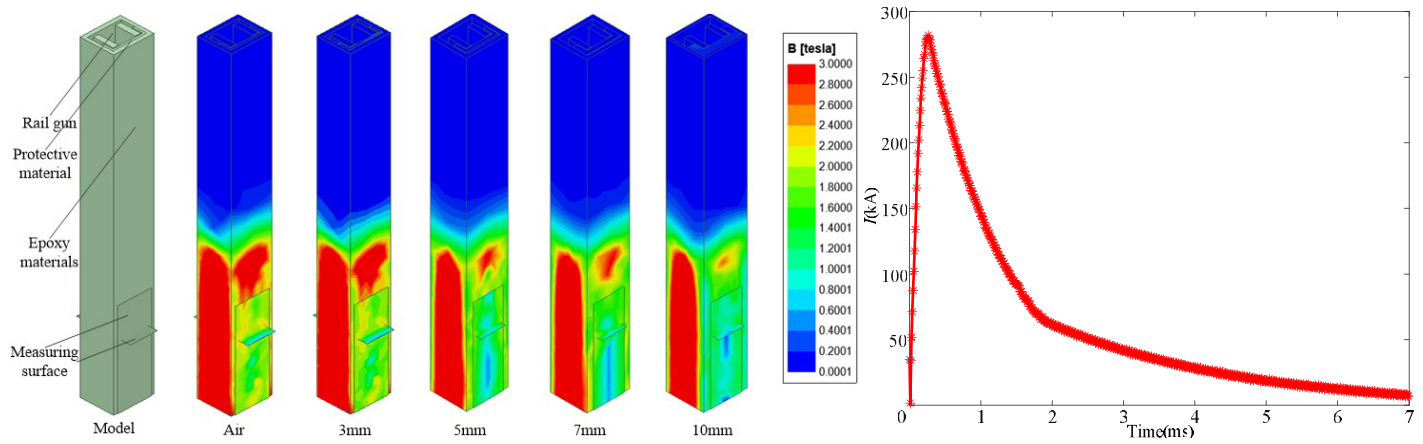 Rail gun
Protective
material
Epoxy
materials
Measuring
surface
Model
Air
3mm
5mm
7mm
10mm
B [tesla]
3.0000
2.8000
2.6000
2.4000
2.2000
2.0000
1.8000
1.6000
1.4000
1.2000
1.0001
0.8001
0.6001
0.4001
0.2001
0.0001
300
250
200
150
100
50
0
I(kA)
1
2
3
4
5
6
7
Time(ms)